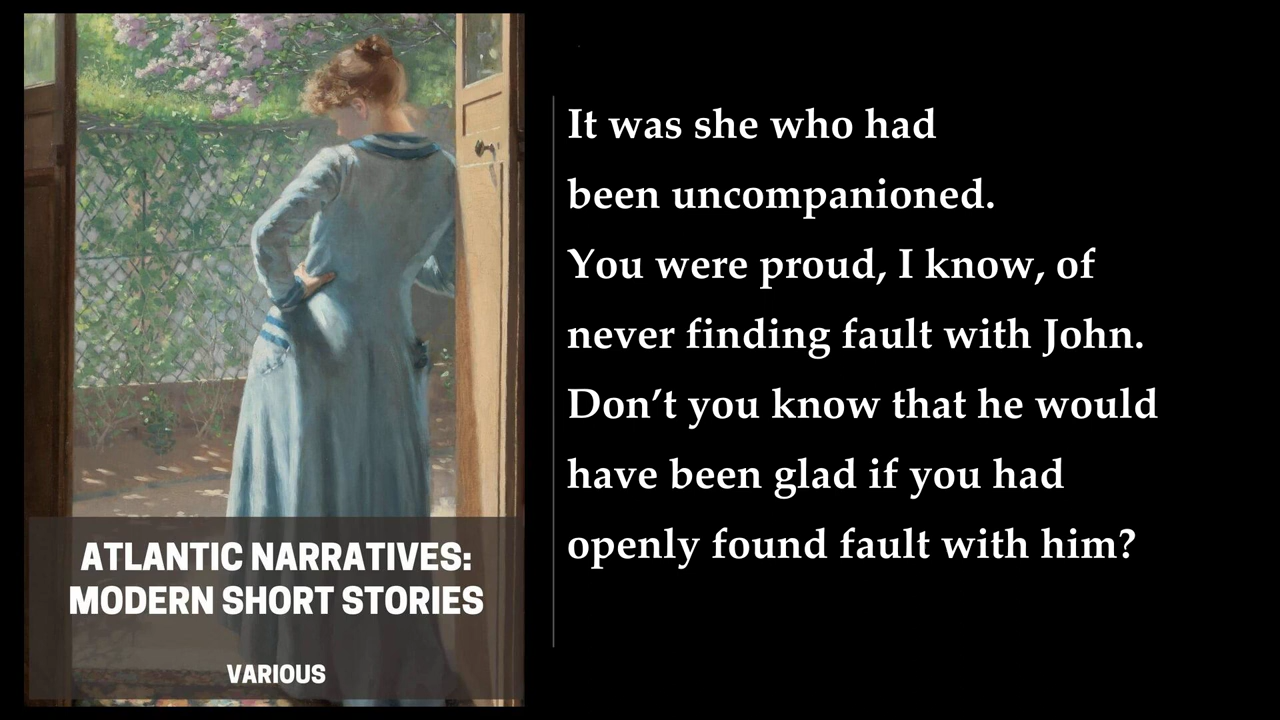 ATLANTIC NARRATIVES:
MODERN SHORT STORIES
VARIOUS
It was she who had
been uncompanioned.
You were proud, I know, of
never finding fault with John.
Don’t you know that he would
have been glad if you had
openly found fault with him?